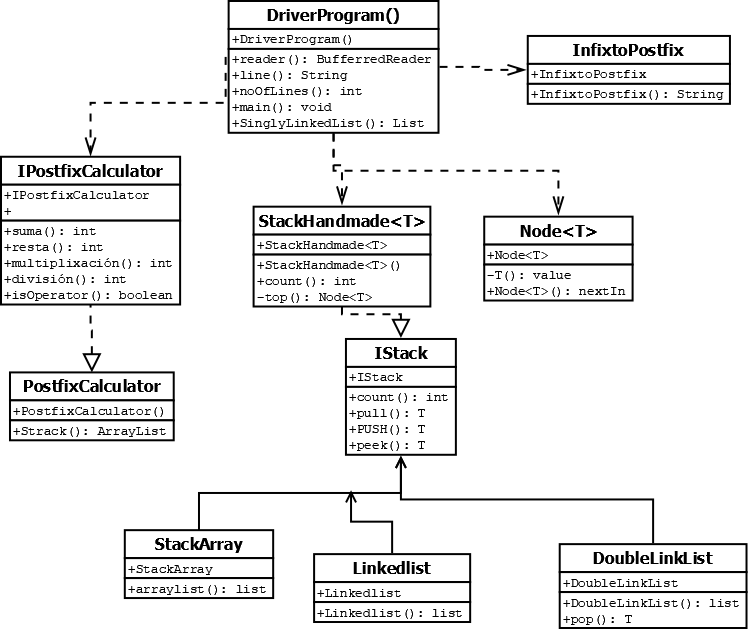 DriverProgram()
+DriverProgram()
+reader(): BufferredReader
+line(): String
+noOfLines(): int
+main(): void
+SinglyLinkedList(): List
InfixtoPostfix
+InfixtoPostfix
+InfixtoPostfix(): String
IPostfixCalculator
+IPostfixCalculator
+
+suma(): int
+resta(): int
+multiplixación(): int
+división(): int
+isOperator(): boolean
StackHandmade<T>
+StackHandmade<T>
+StackHandmade<T>()
+count(): int
-top(): Node<T>
Node<T>
+Node<T>
-T(): value
+Node<T>(): nextIn
PostfixCalculator
+PostfixCalculator()
+Strack(): ArrayList
IStack
+IStack
+count(): int
+pull(): T
+PUSH(): T
+peek(): T
StackArray
+StackArray
+arraylist(): list
Linkedlist
+Linkedlist
+Linkedlist(): list
DoubleLinkList
+DoubleLinkList
+DoubleLinkList(): list
+pop(): T